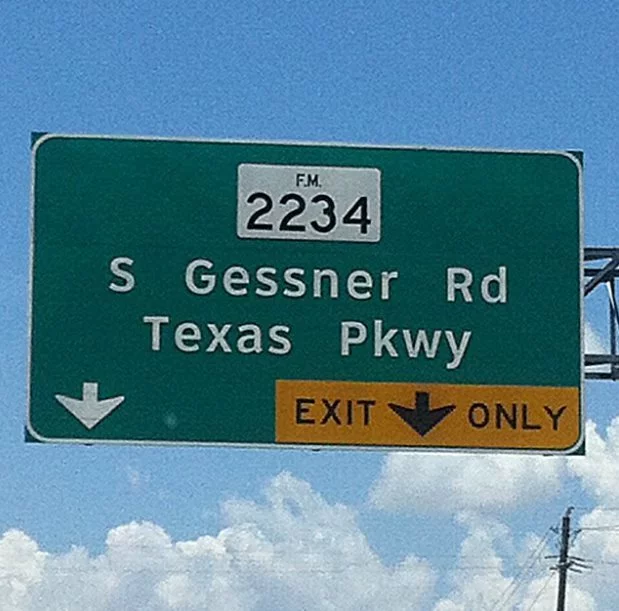 F.M.
2234
S Gessner Rd
Texas Pkwy
EXIT ONLY